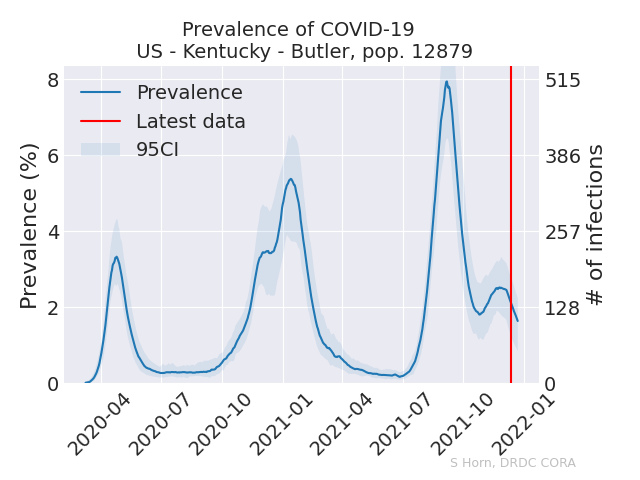 Prevalence of COVID-19
US - Kentucky - Butler, pop. 12879
Prevalence
Latest data
95CI
Prevalence (%)
8
6
4
2
0
# of infections
515
386
257
128
0
2020-04
2020-07
2020-10
2021-01
2021-04
2021-07
2021-10
2022-01
S Horn, DRDC CORA